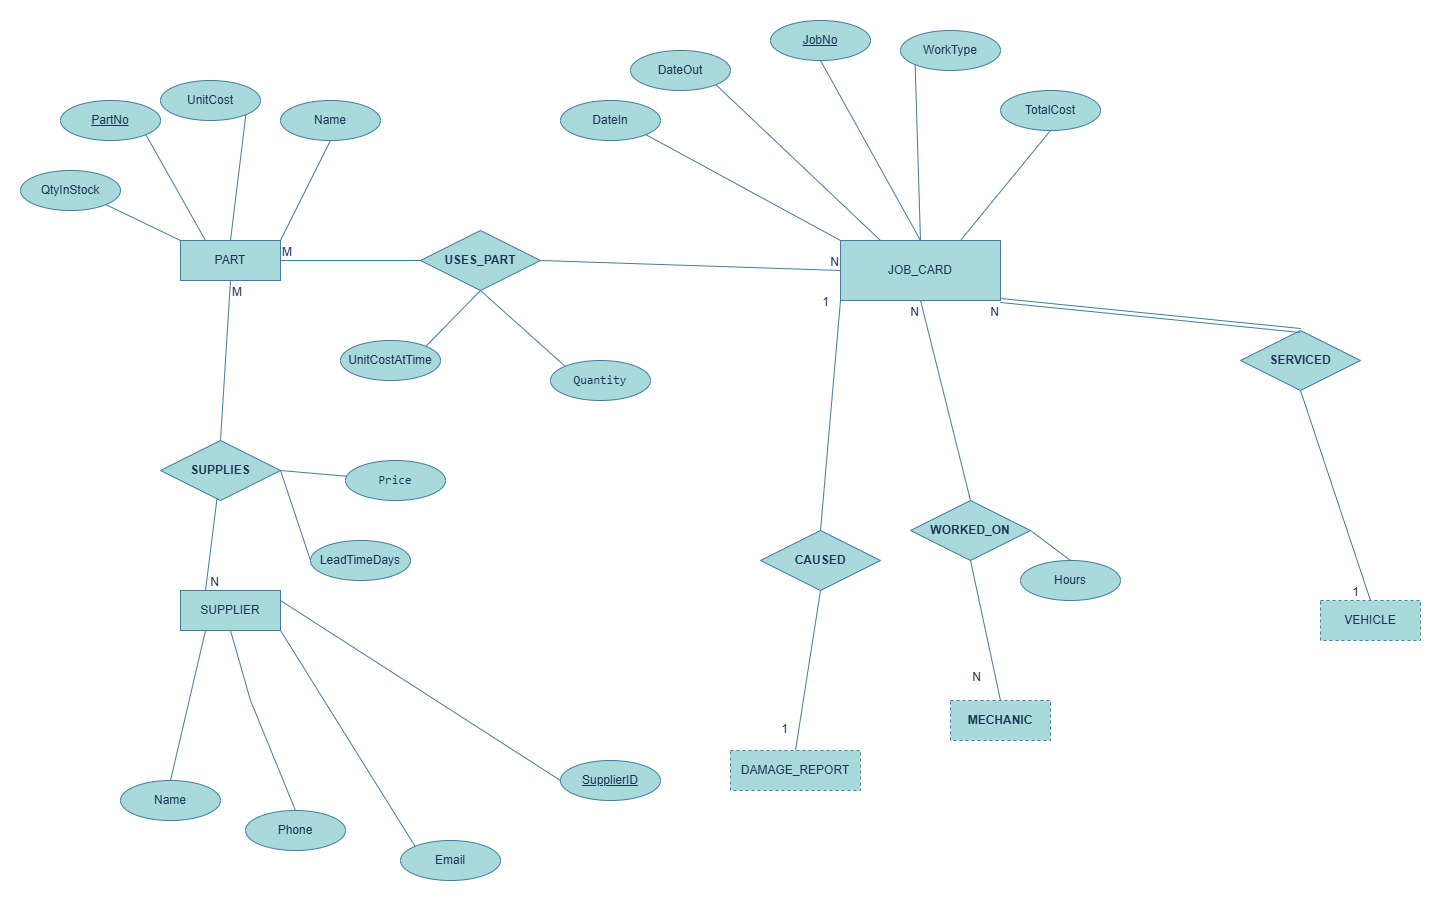 JobNo
WorkType
DateOut
UnitCost
TotalCost
PartNo
Name
DateIn
QtyInStock
M
PART
USES_PART
N
JOB_CARD
M
1
N
N
UnitCostAtTime
SERVICED
Quantity
SUPPLIES
Price
WORKED_ON
LeadTimeDays
CAUSED
N
Hours
1
SUPPLIER
VEHICLE
N
MECHANIC
1
DAMAGE_REPORT
SupplierID
Name
Phone
Email